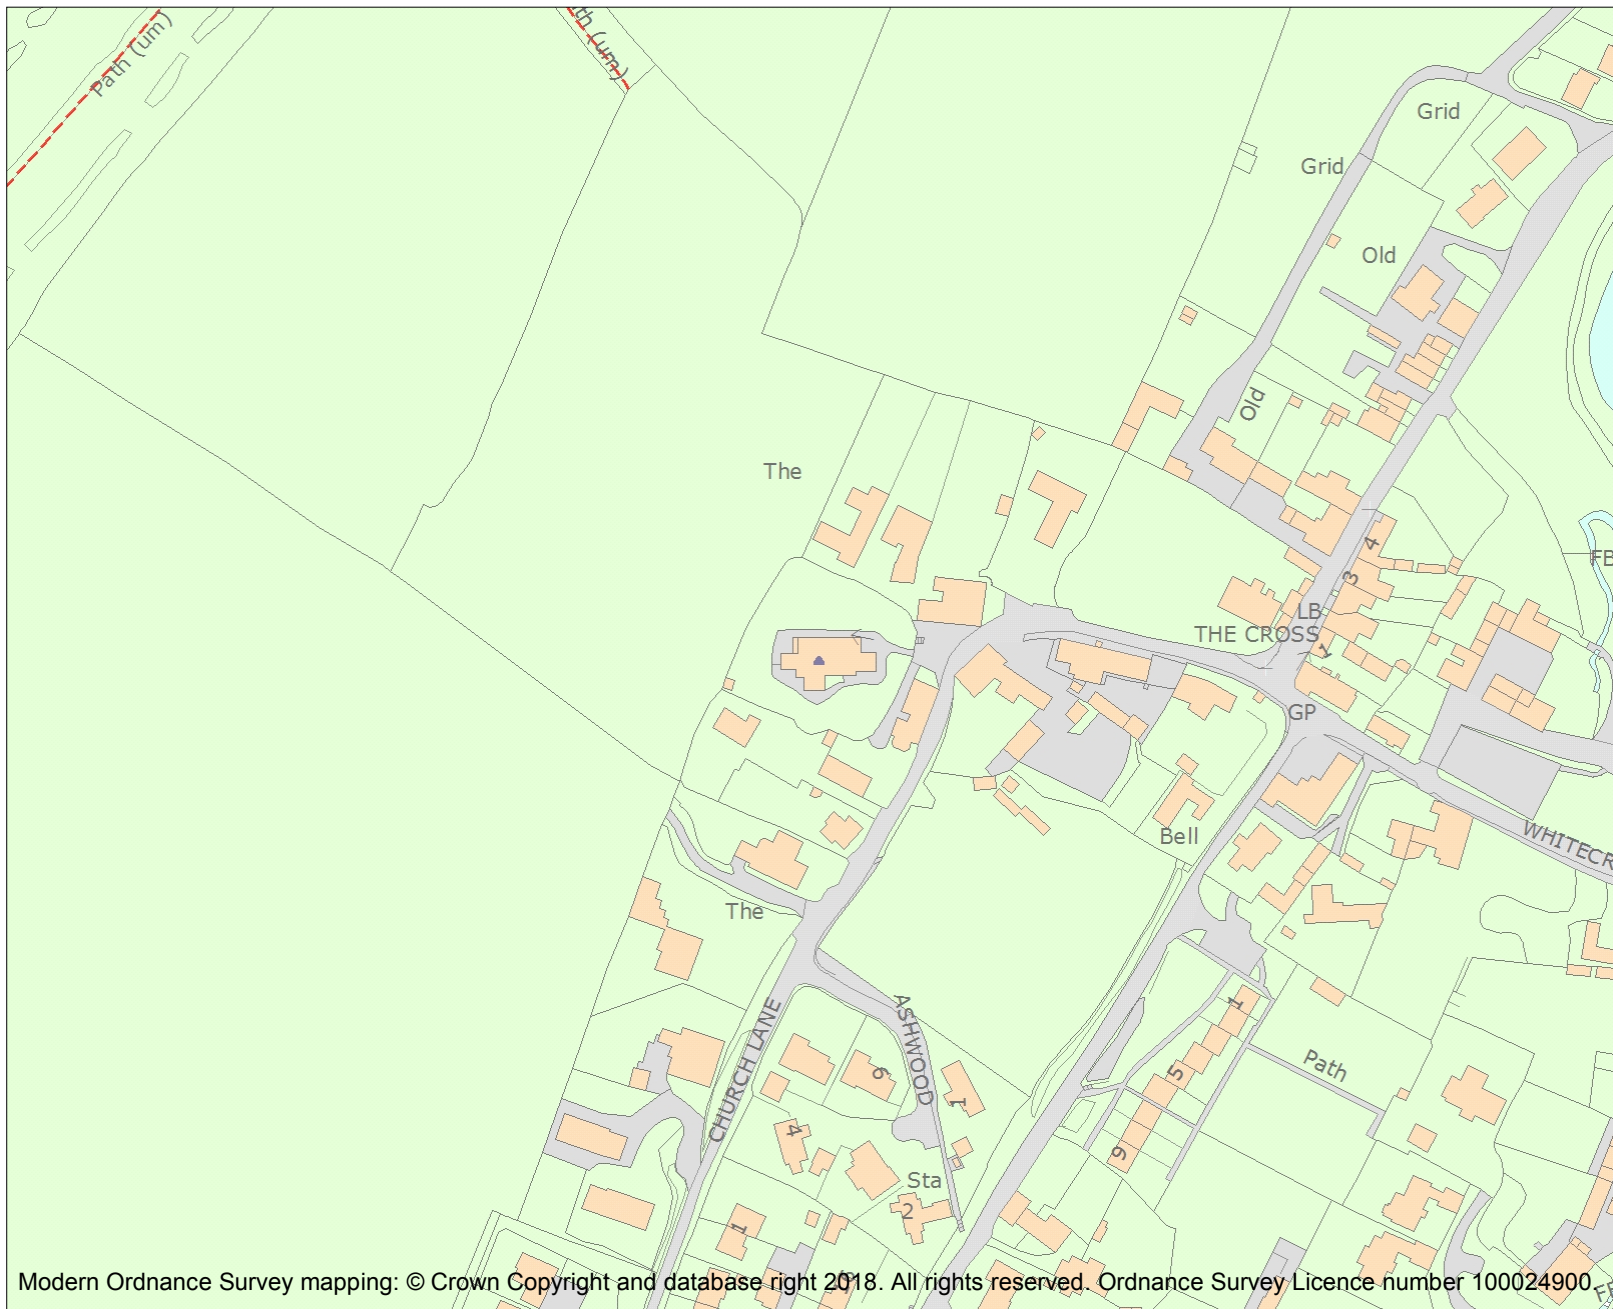 Path (um)
th (um)
Grid
Grid
Old
Old
The
FB
4
3
LB
THE CROSS
1
GP
Bell
WHITECR
The
1
ASHWOOD
CHURCH LANE
Path
6
5
1
4
9
Sta
2
1
Modern Ordnance Survey mapping: © Crown Copyright and database right 2018. All rights reserved. Ordnance Survey Licence number 100024900.